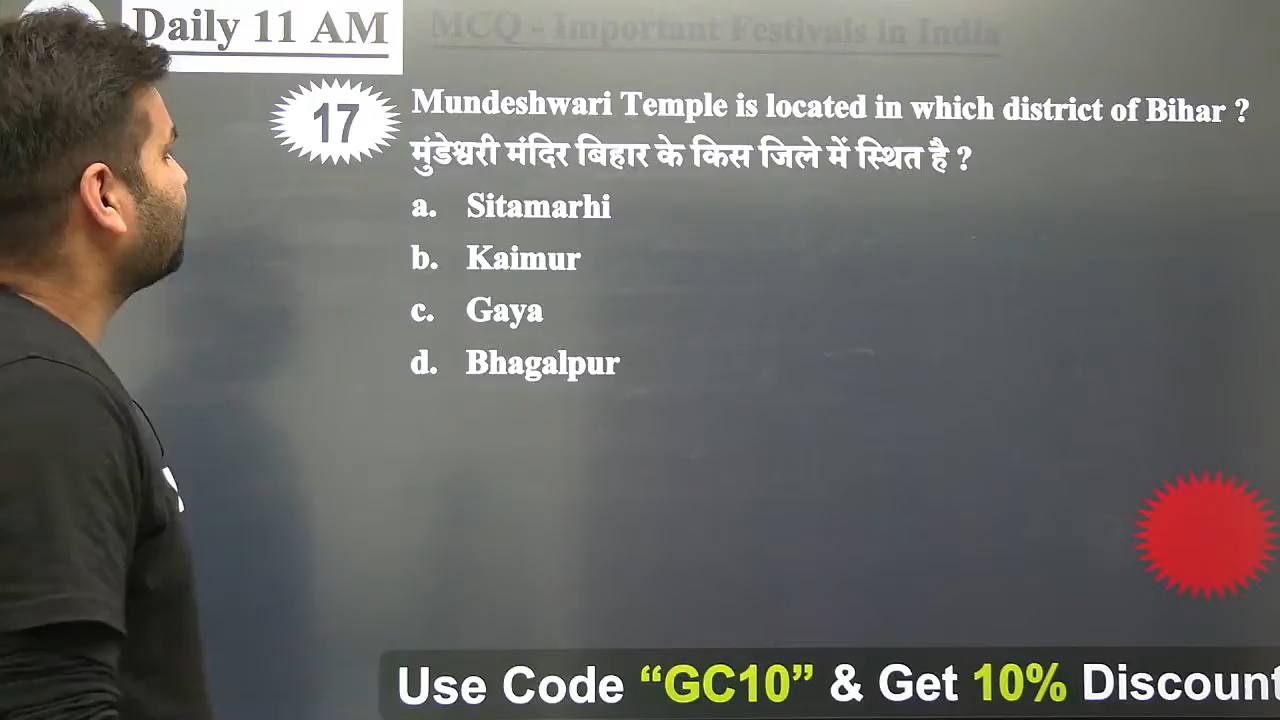 Daily 11 AM
MCQ - Important Festivals in India
17
Mundeshwari Temple is located in which district of Bihar ?
मुंडेश्वरी मंदिर बिहार के किस जिले में स्थित है ?
a. Sitamarhi
b. Kaimur
c. Gaya
d. Bhagalpur
Use Code “GC10” & Get 10% Discount